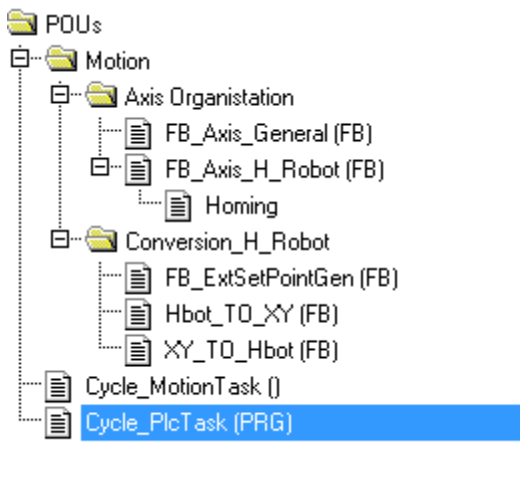 POUs
Motion
Axis Organistation
FB_Axis_General (FB)
FB_Axis_H_Robot (FB)
Homing
Conversion_H_Robot
FB_ExtSetPointGen (FB)
Hbot_TO_XY (FB)
XY_TO_Hbot (FB)
Cycle_MotionTask ()
Cycle_PlcTask (PRG)